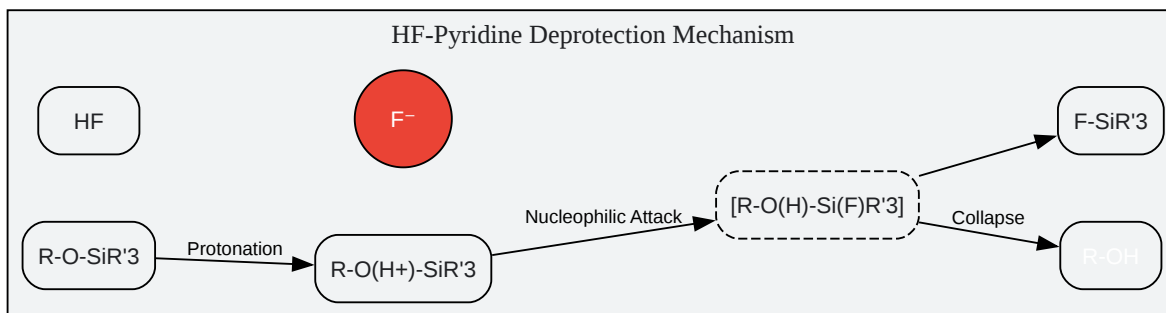 HF-Pyridine Deprotection Mechanism
HF
F⁻
F-SiR'3
[R-O(H)-Si(F)R'3]
Nucleophilic Attack
Collapse
Protonation
R-O-SiR'3
R-O(H+)-SiR'3
R-OH